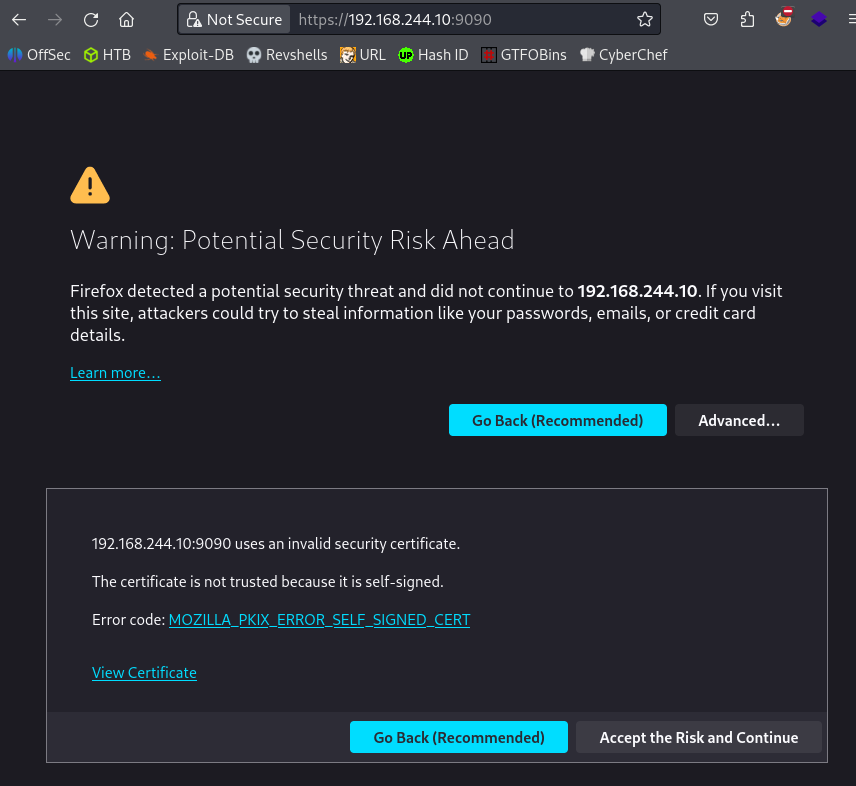 Not Secure https://192.168.244.10:9090
OffSec HTB Exploit-DB Revshells URL UP Hash ID GTFOBins CyberChef
Warning: Potential Security Risk Ahead
Firefox detected a potential security threat and did not continue to 192.168.244.10. If you visit
this site, attackers could try to steal information like your passwords, emails, or credit card
details.
Learn more…
Go Back (Recommended) Advanced…
192.168.244.10:9090 uses an invalid security certificate.
The certificate is not trusted because it is self-signed.
Error code: MOZILLA_PKIX_ERROR_SELF_SIGNED_CERT
View Certificate
Go Back (Recommended) Accept the Risk and Continue